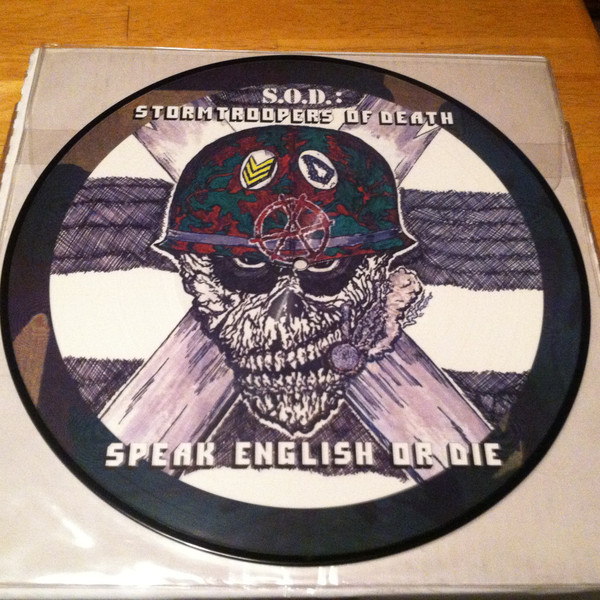 S.O.D.:
STORMTROOPERS OF DEATH
SPEAK ENGLISH OR DIE